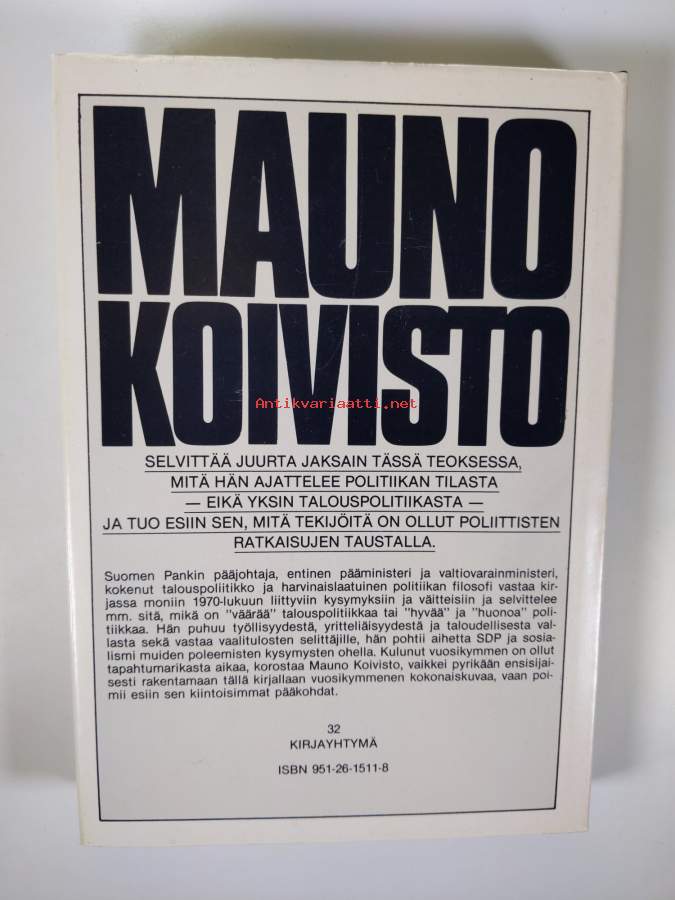 MAUNO
KOIVISTO
Antikvariaatti.net
SELVITTÄÄ JUURTA JAKSAIN TÄSSÄ TEOKSESSA,
MITÄ HÄN AJATTELEE POLITIIKAN TILASTA
— EIKÄ YKSIN TALOUSPOLITIIKASTA —
JA TUO ESIIN SEN, MITÄ TEKIJÖITÄ ON OLLUT POLIITTISTEN
RATKAISUJEN TAUSTALLA.
Suomen Pankin pääjohtaja, entinen pääministeri ja valtiovarainministeri,
kokenut talouspoliitikko ja harvinaislaatuinen politiikan filosofi vastaa kir-
jassa moniin 1970-lukuun liittyviin kysymyksiin ja väitteisiin ja selvittelee
mm. sitä, mikä on "väärää" talouspolitiikkaa tai "hyvää" ja "huonoa" poli-
tiikkaa. Hän puhuu työllisyydestä, yritteliäisyydestä ja taloudellisesta val-
lasta sekä vastaa vaalitulosten selittäjille, hän pohtii aihetta SDP ja sosia-
lismi muiden poleemisten kysymysten ohella. Kulunut vuosikymmen on ollut
tapahtumarikasta aikaa, korostaa Mauno Koivisto, vaikkei pyrikään ensisijai-
sesti rakentamaan tällä kirjallaan vuosikymmenen kokonaiskuvaa, vaan poi-
mii esiin sen kiintoisimmat pääkohdat.
32
KIRJAYHTYMÄ
ISBN 951-26-1511-8